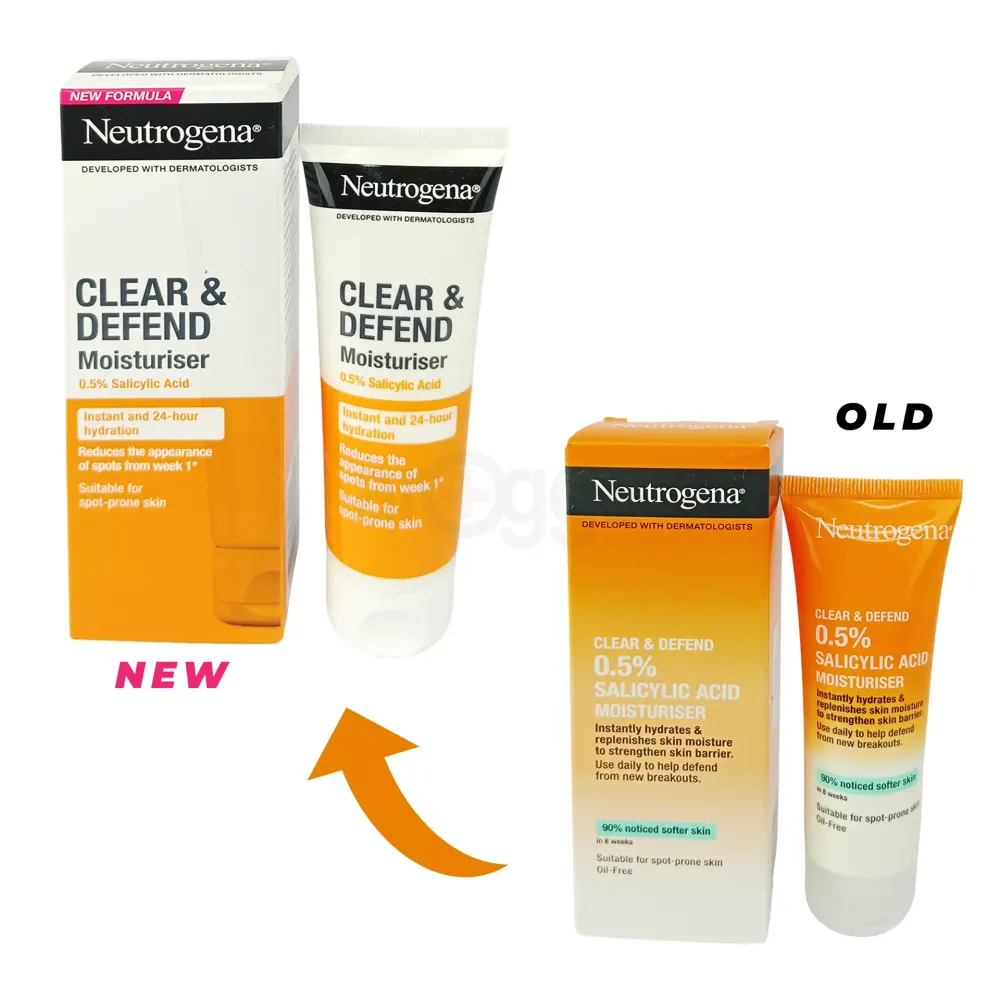 DEVELOPED WITH DERMATOLOGISTS
NEW FORMULA
Neutrogena®
DEVELOPED WITH DERMATOLOGISTS
CLEAR &
DEFEND
Moisturiser
0.5% Salicylic Acid
Instant and 24-hour
hydration
Reduces the appearance
of spots from week 1*
Suitable for
spot-prone skin
Neutrogena®
DEVELOPED WITH DERMATOLOGISTS
CLEAR &
DEFEND
Moisturiser
0.5% Salicylic Acid
Instant and 24-hour
hydration
Reduces the
appearance of
spots from week 1*
Suitable for
spot-prone skin
NEW
OLD
Neutrogena®
DEVELOPED WITH DERMATOLOGISTS
CLEAR & DEFEND
0.5%
SALICYLIC ACID
MOISTURISER
Instantly hydrates &
replenishes skin moisture
to strengthen skin barrier.
Use daily to help defend
from new breakouts.
90% noticed softer skin
in 8 weeks
Suitable for spot-prone skin
Oil-Free
Neutrogena®
CLEAR & DEFEND
0.5%
SALICYLIC ACID
MOISTURISER
Instantly hydrates &
replenishes skin moisture
to strengthen skin barrier.
Use daily to help defend
from new breakouts.
90% noticed softer skin
in 8 weeks
Suitable for spot-prone skin
Oil-Free